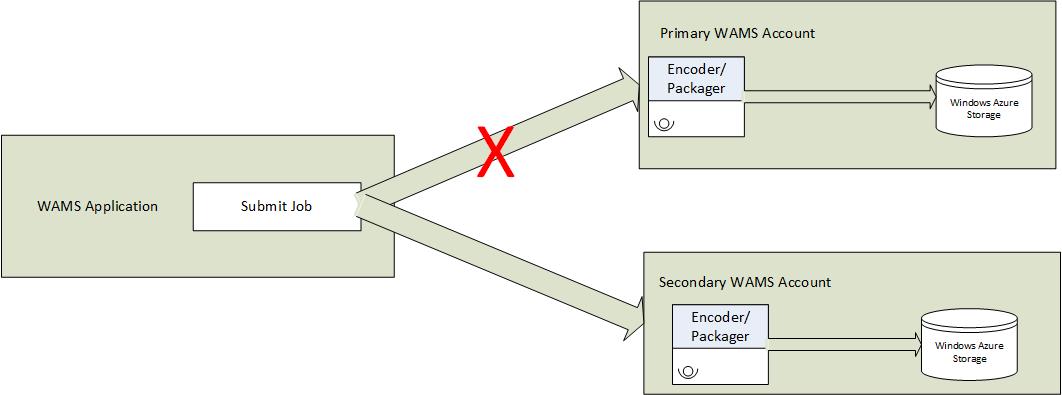 Primary WAMS Account
Encoder/
Packager
Windows Azure
Storage
X
WAMS Application
Submit Job
Secondary WAMS Account
Encoder/
Packager
Windows Azure
Storage